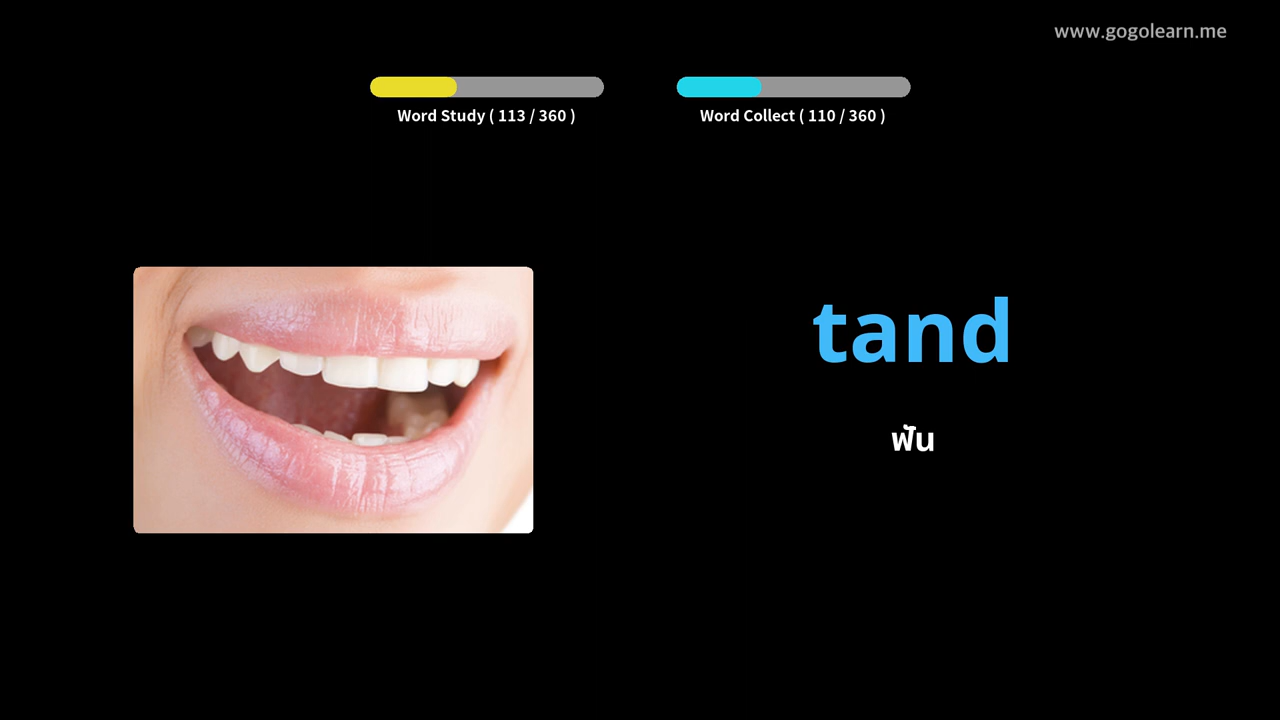 www.gogolearn.me
Word Study ( 113 / 360 )
Word Collect ( 110 / 360 )
tand
ฟัน